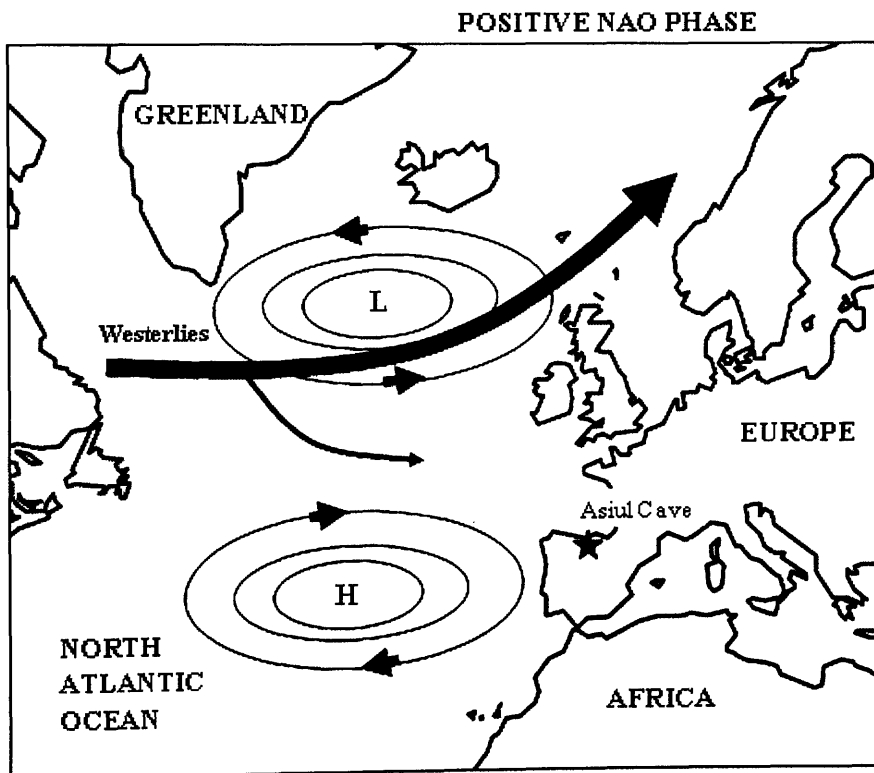 POSITIVE NAO PHASE
GREENLAND
L
Westerlies
EUROPE
Asiul Cave
H
NORTH
ATLANTIC
OCEAN
AFRICA